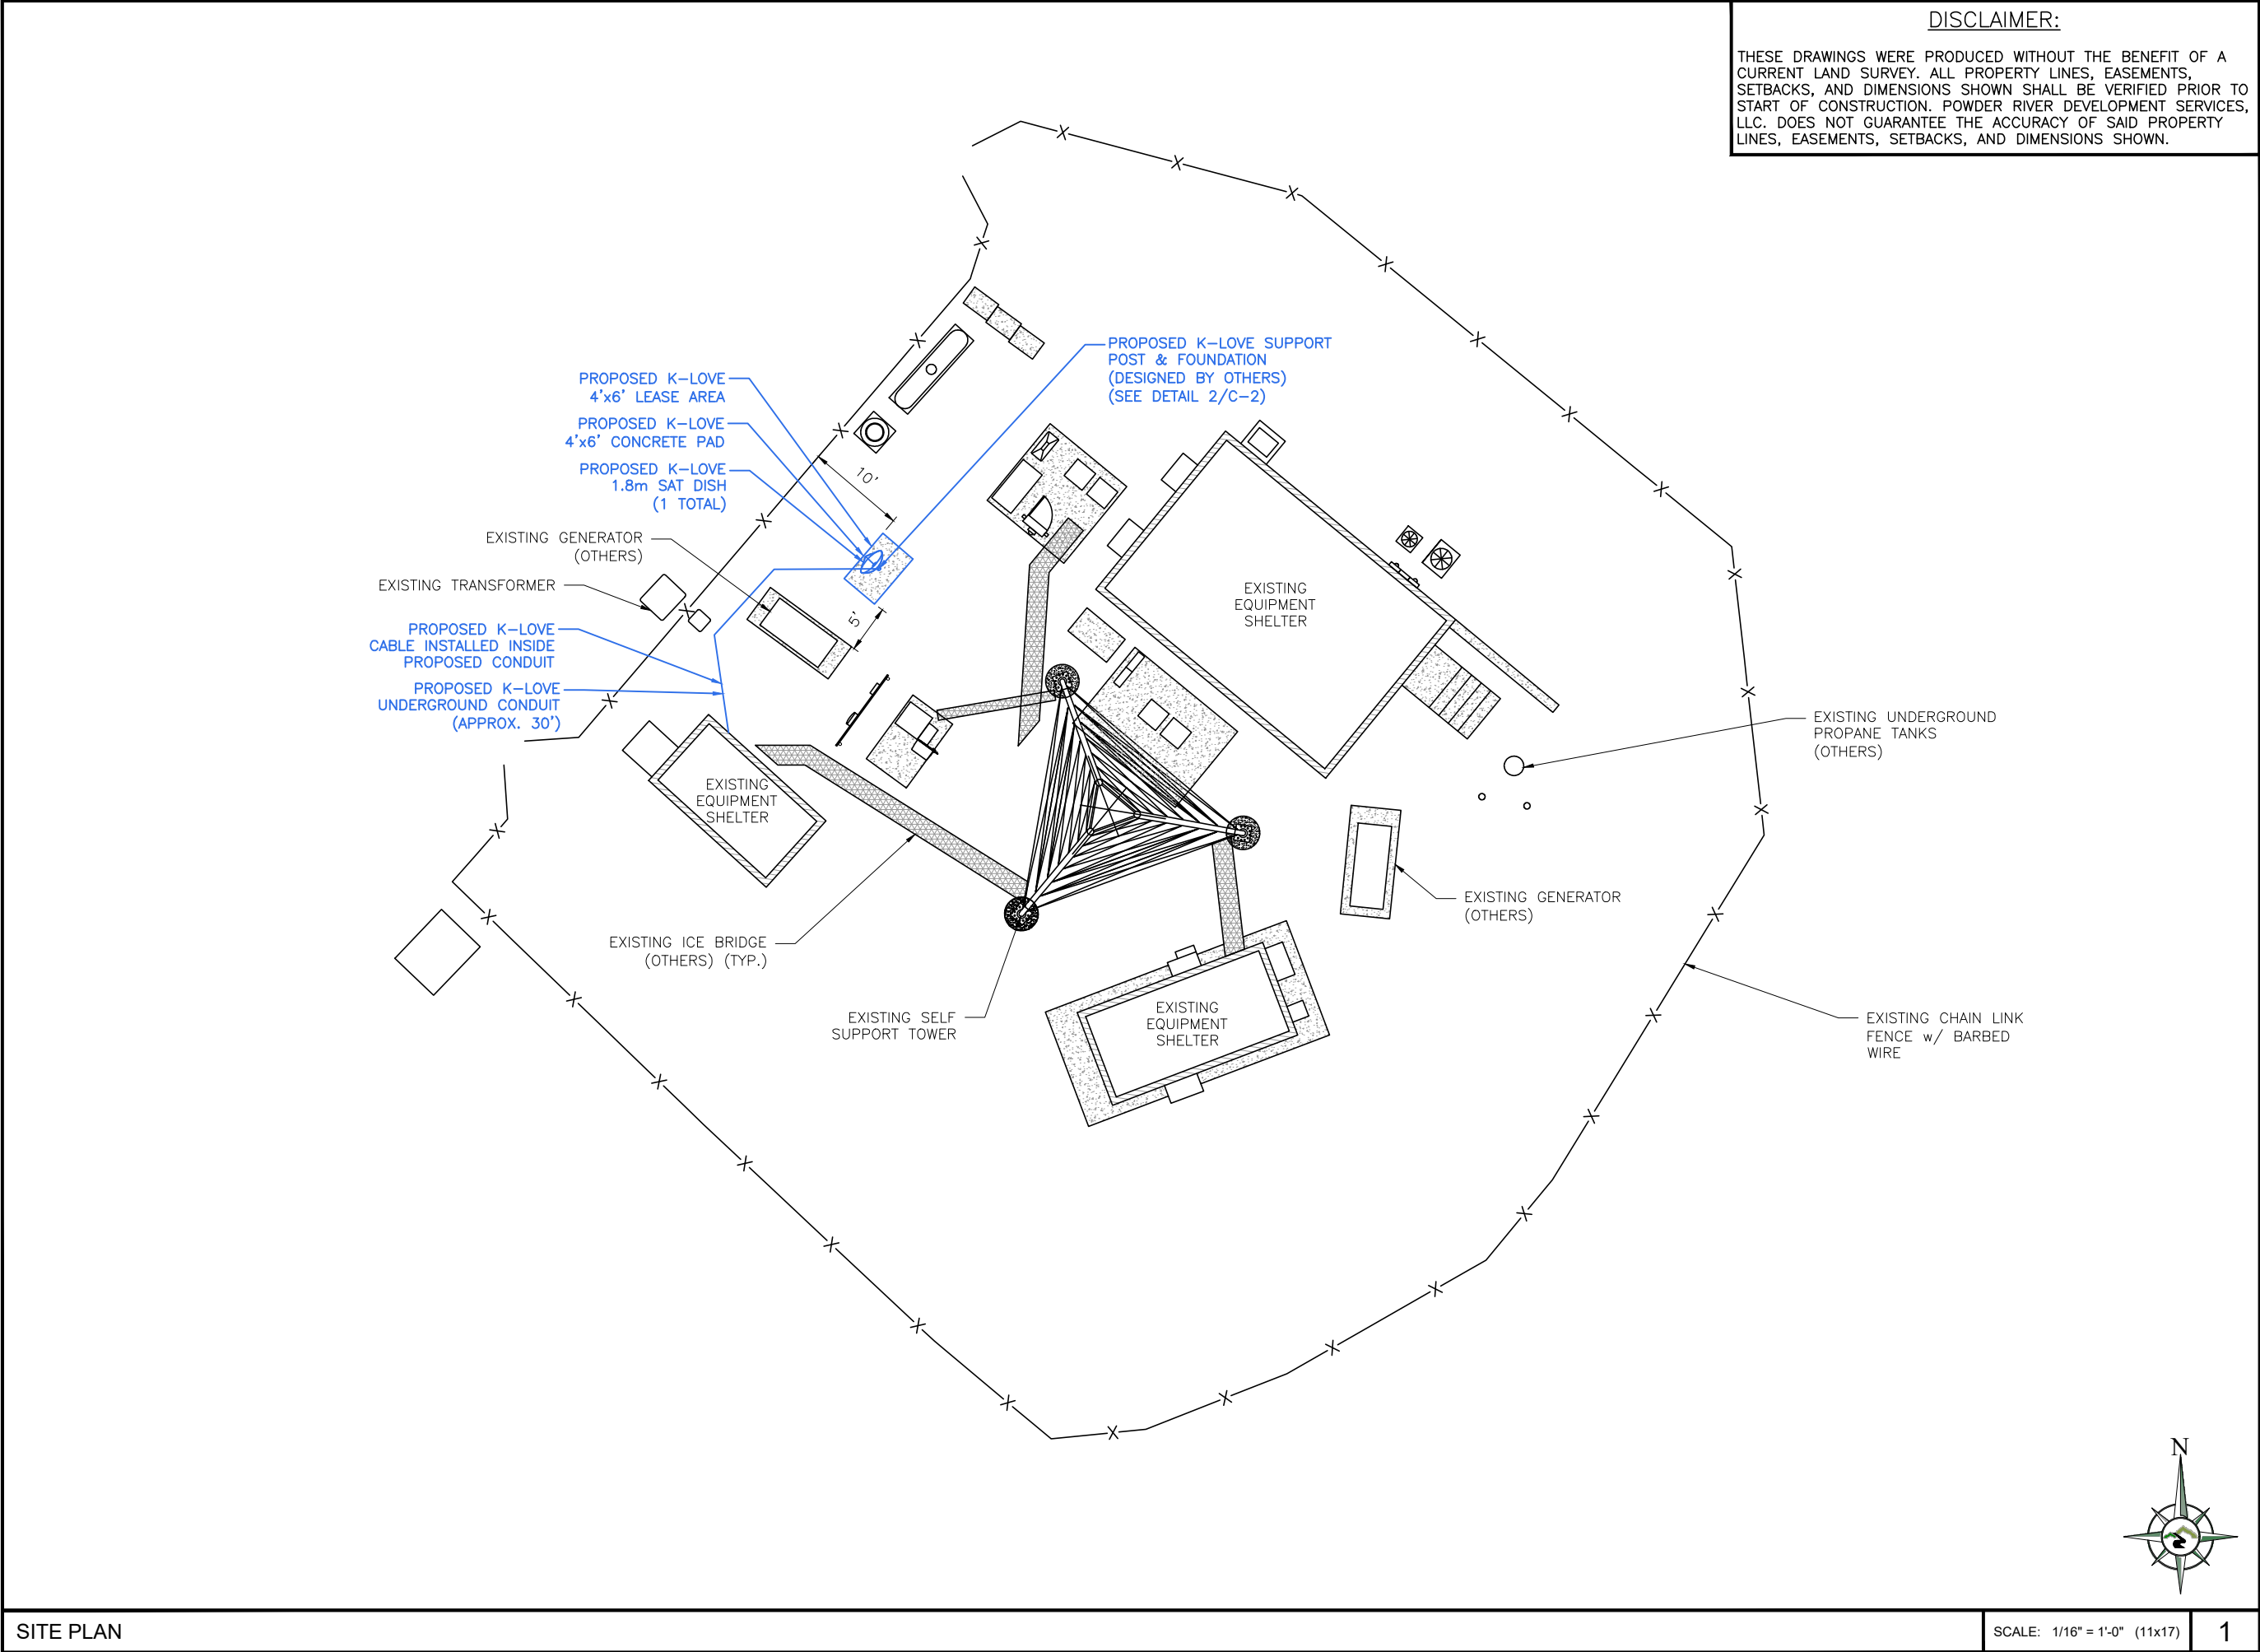 DISCLAIMER:
THESE DRAWINGS WERE PRODUCED WITHOUT THE BENEFIT OF A
CURRENT LAND SURVEY. ALL PROPERTY LINES, EASEMENTS,
SETBACKS, AND DIMENSIONS SHOWN SHALL BE VERIFIED PRIOR TO
START OF CONSTRUCTION. POWDER RIVER DEVELOPMENT SERVICES,
LLC. DOES NOT GUARANTEE THE ACCURACY OF SAID PROPERTY
LINES, EASEMENTS, SETBACKS, AND DIMENSIONS SHOWN.
PROPOSED K-LOVE SUPPORT
POST & FOUNDATION
(DESIGNED BY OTHERS)
(SEE DETAIL 2/C-2)
PROPOSED K-LOVE
4'x6' LEASE AREA
PROPOSED K-LOVE
4'x6' CONCRETE PAD
PROPOSED K-LOVE
1.8m SAT DISH
(1 TOTAL)
10'
EXISTING GENERATOR
(OTHERS)
EXISTING TRANSFORMER
5'
PROPOSED K-LOVE
CABLE INSTALLED INSIDE
PROPOSED CONDUIT
PROPOSED K-LOVE
UNDERGROUND CONDUIT
(APPROX. 30')
EXISTING
EQUIPMENT
SHELTER
EXISTING
EQUIPMENT
SHELTER
EXISTING UNDERGROUND
PROPANE TANKS
(OTHERS)
EXISTING GENERATOR
(OTHERS)
EXISTING ICE BRIDGE
(OTHERS) (TYP.)
EXISTING SELF
SUPPORT TOWER
EXISTING
EQUIPMENT
SHELTER
EXISTING CHAIN LINK
FENCE w/ BARBED
WIRE
N
SITE PLAN
SCALE: 1/16" = 1'-0" (11x17)
1